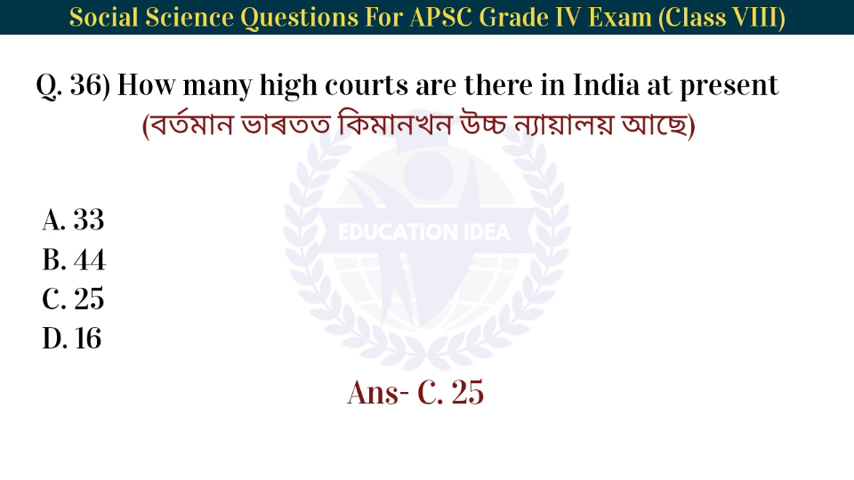 Social Science Questions For APSC Grade IV Exam (Class VIII)
Q. 36) How many high courts are there in India at present
(বৰ্তমান ভাৰতত কিমানখন উচ্চ ন্যায়ালয় আছে)
A. 33
EDUCATION IDEA
B. 44
C. 25
D. 16
Ans- C. 25